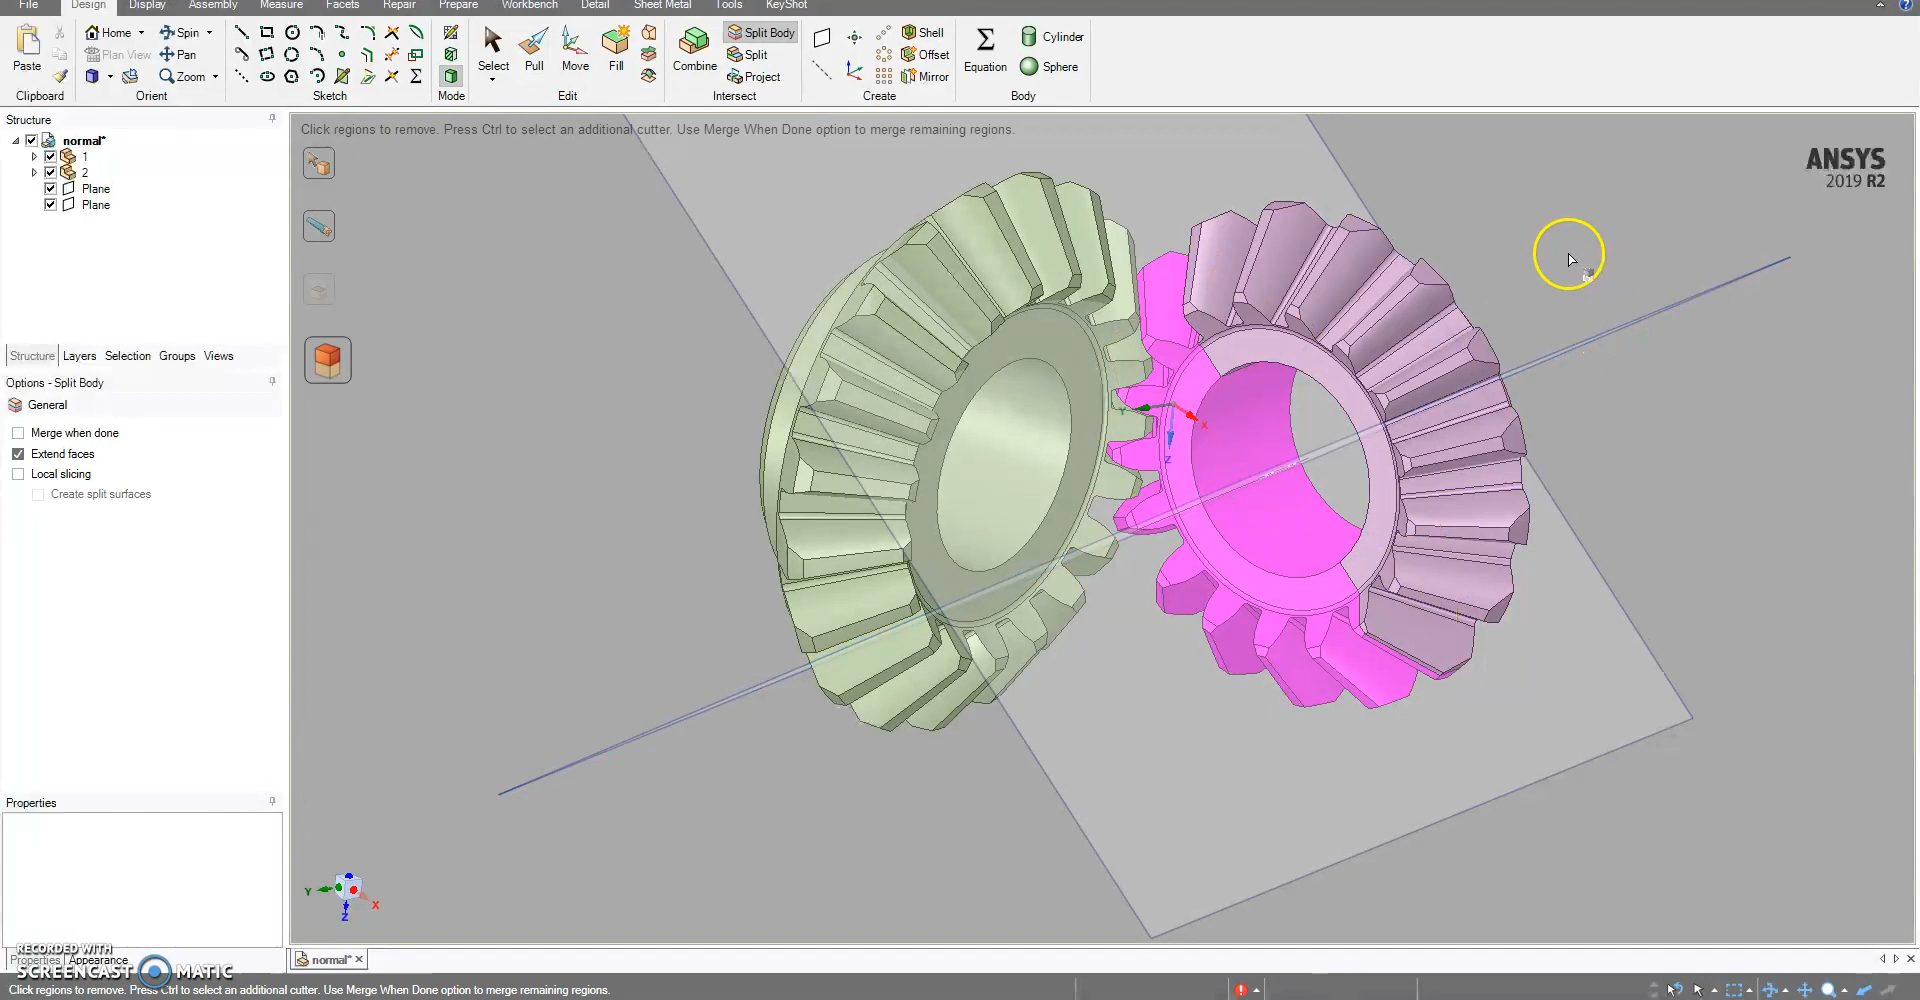 File Design Display Assembly Measure Facets Repair Prepare Workbench Detail Sheet Metal Tools KeyShot
Paste
Clipboard
Home Spin
Plan View Pan
Zoom
Orient
Sketch
Mode
Select Pull Move Fill
Edit
Combine
Split Body
Split
Project
Intersect
Shell
Offset
Mirror
Create
Equation
Cylinder
Sphere
Body
Structure
normal*
1
2
Plane
Plane
Structure Layers Selection Groups Views
Options - Split Body
General
Merge when done
Extend faces
Local slicing
Create split surfaces
Properties
Properties Appearance
RECORDED WITH
SCREENCAST MATIC
Click regions to remove. Press Ctrl to select an additional cutter. Use Merge When Done option to merge remaining regions.
ANSYS
2019 R2
Y
X
Z
Y
X
Z
normal*
Click regions to remove. Press Ctrl to select an additional cutter. Use Merge When Done option to merge remaining regions.